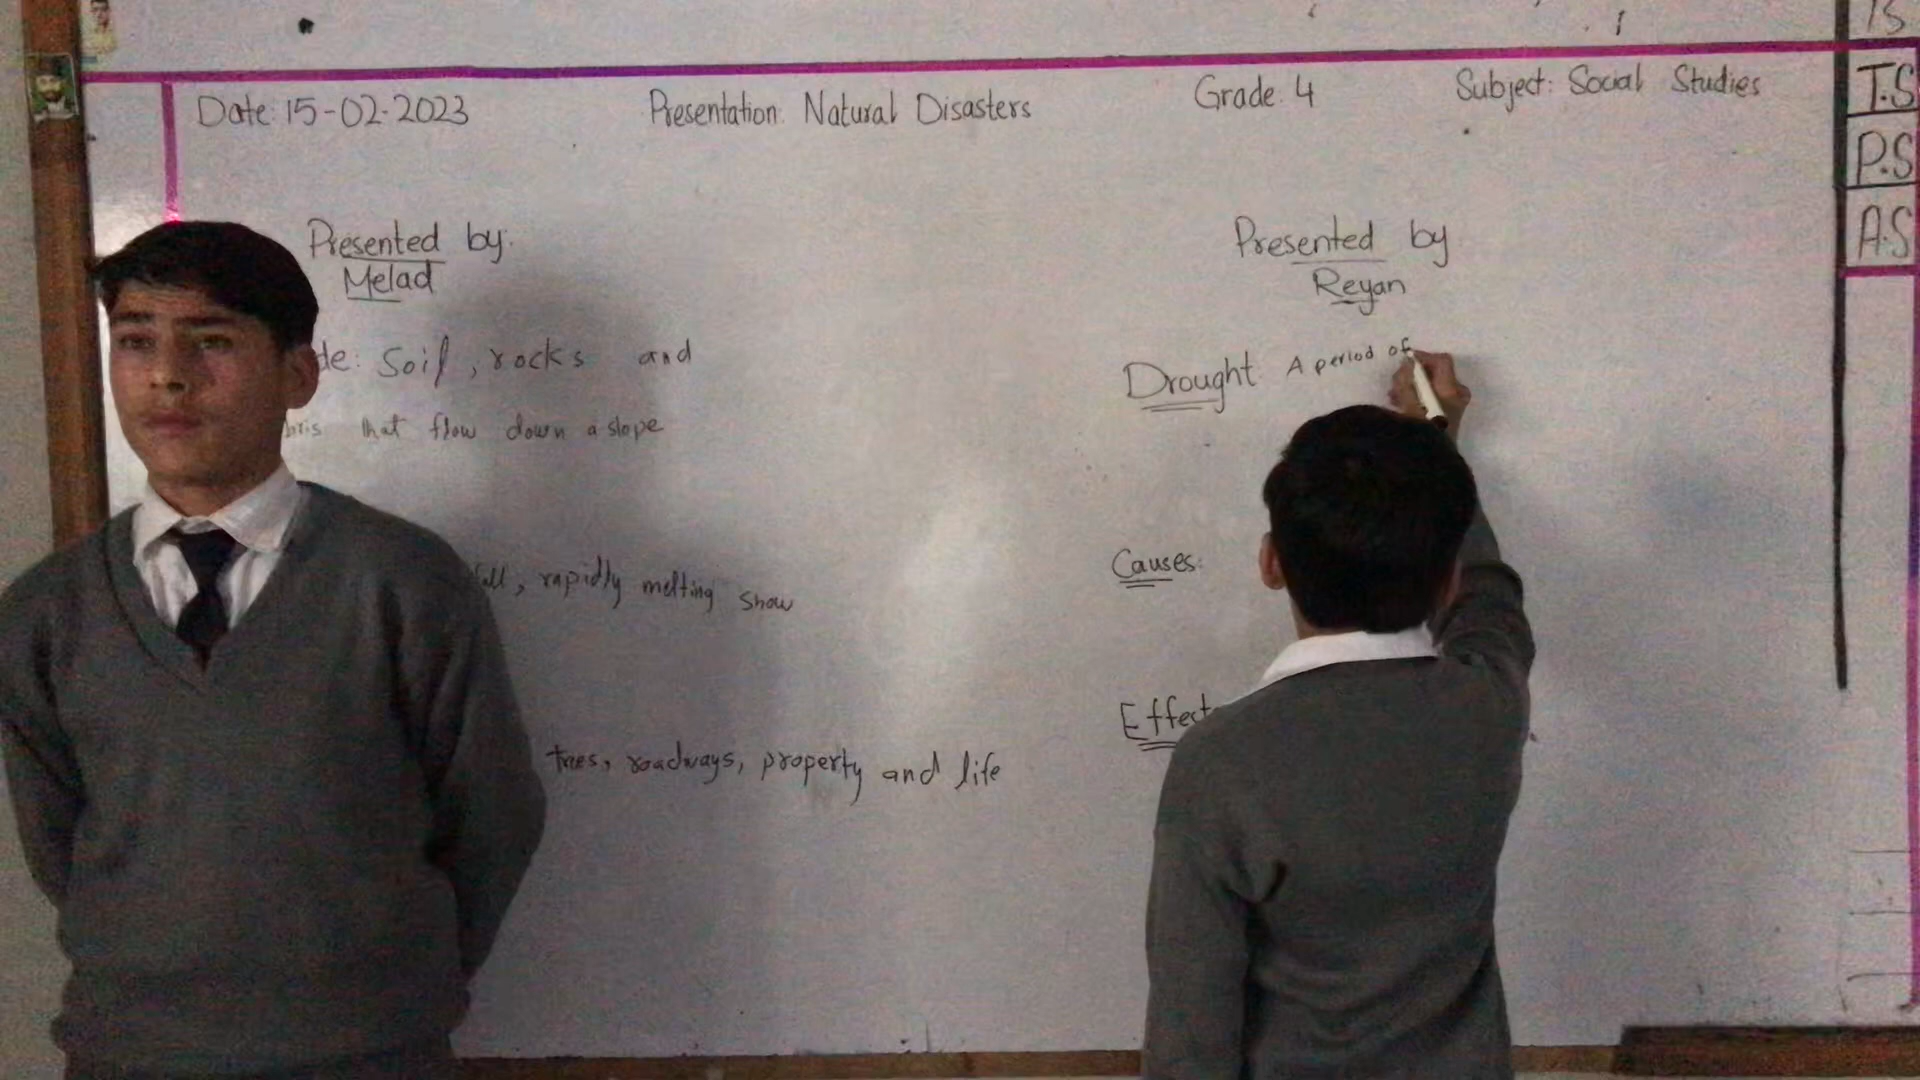 Date: 15-02-2023 Presentation: Natural Disasters Grade: 4 Subject: Social Studies
Presented by:
Melad
de: Soil, rocks and
bris that flow down a slope
fall, rapidly melting snow
trees, roadways, property and life
Presented by
Reyan
Drought: A period of
Causes:
Effect
T.S
P.S
A.S